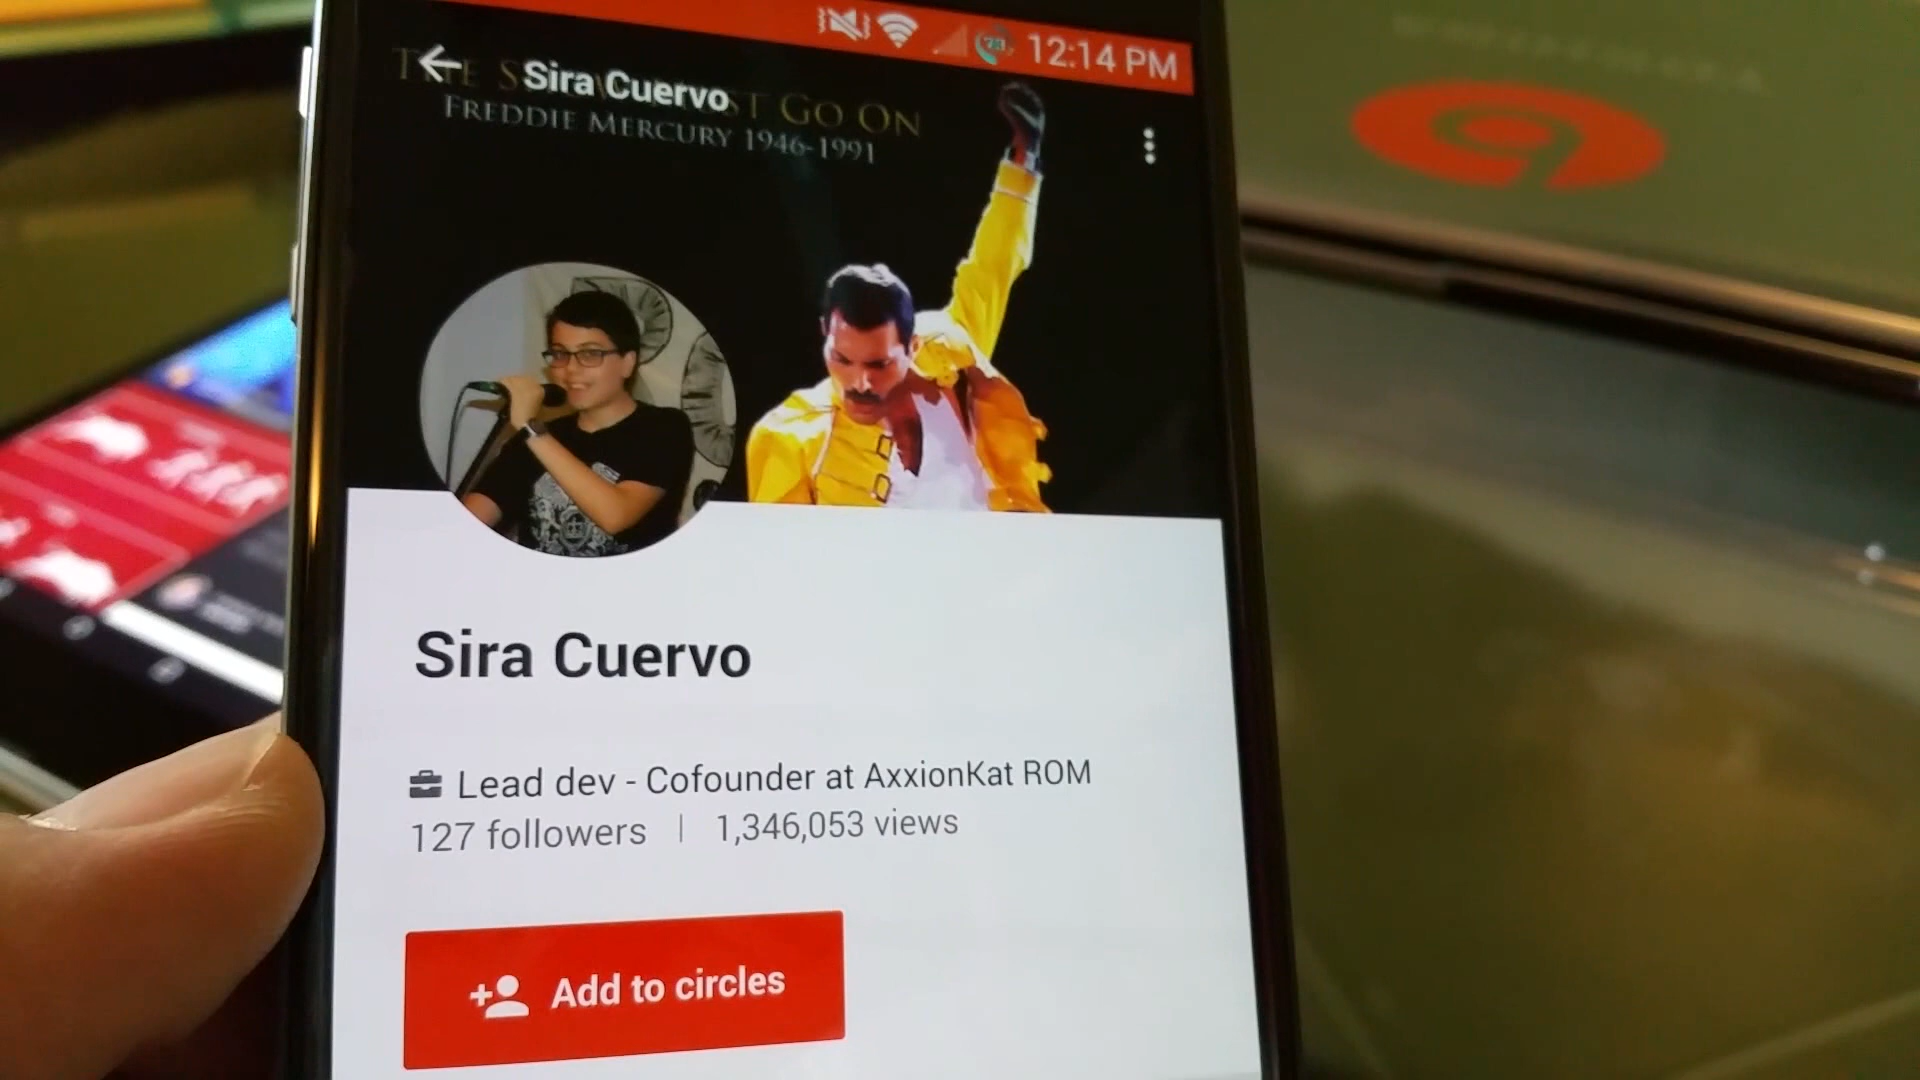 12:14 PM
Sira Cuervo
Go On
Freddie Mercury 1946-1991
Sira Cuervo
Lead dev - Cofounder at AxxionKat ROM
127 followers | 1,346,053 views
Add to circles